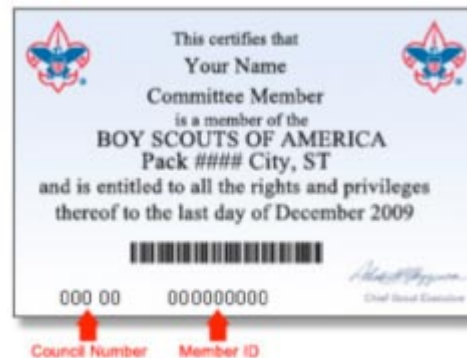 This certifies that
Your Name
Committee Member
is a member of the
BOY SCOUTS OF AMERICA
Pack #### City, ST
and is entitled to all the rights and privileges
thereof to the last day of December 2009
000 00 000000000
Chief Scout Executive
Council Number Member ID